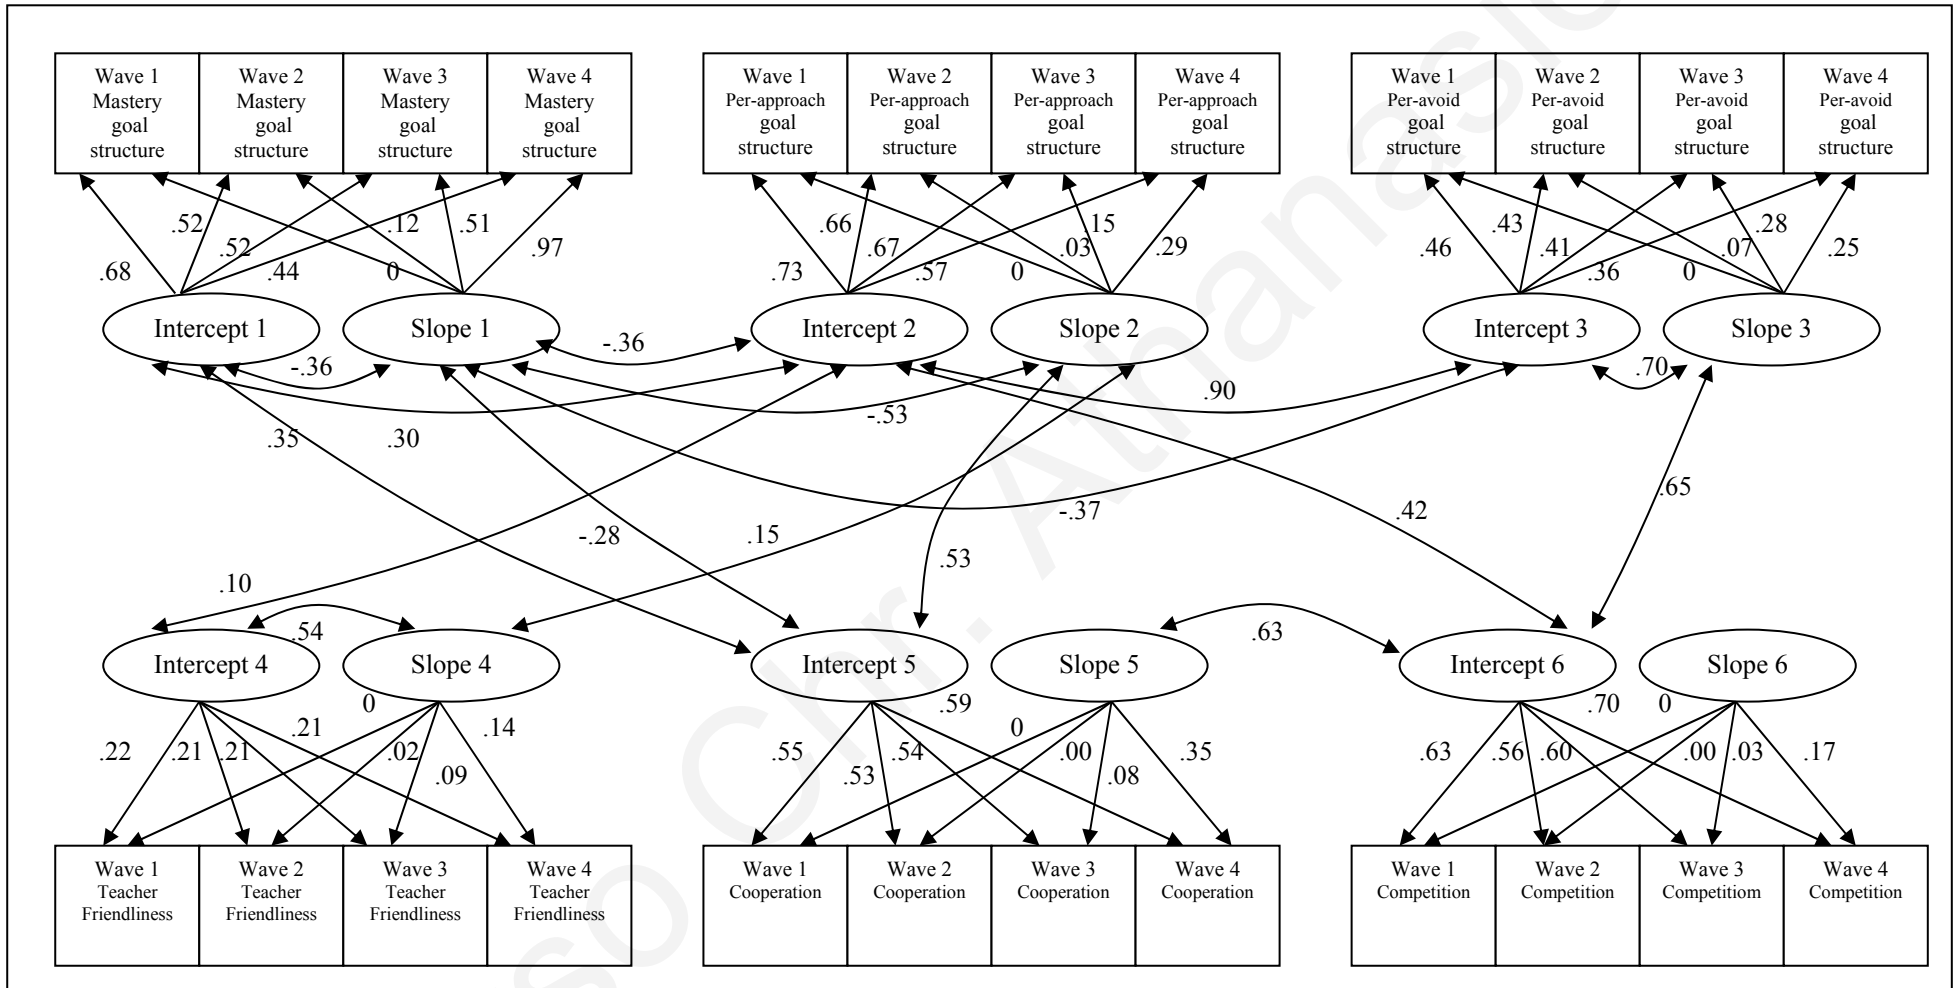 Wave 1
Mastery
goal
structure
Wave 2
Mastery
goal
structure
Wave 3
Mastery
goal
structure
Wave 4
Mastery
goal
structure
Wave 1
Per-approach
goal
structure
Wave 2
Per-approach
goal
structure
Wave 3
Per-approach
goal
structure
Wave 4
Per-approach
goal
structure
Wave 1
Per-avoid
goal
structure
Wave 2
Per-avoid
goal
structure
Wave 3
Per-avoid
goal
structure
Wave 4
Per-avoid
goal
structure
.68
.52
.52
.44
0
.12
.51
.97
.73
.66
.67
.57
0
.03
.15
.29
.46
.43
.41
.36
0
.07
.28
.25
Intercept 1
Slope 1
Intercept 2
Slope 2
Intercept 3
Slope 3
-.36
-.36
.70
.90
-.53
.35
.30
.65
-.37
.42
-.28
.15
.53
.10
.54
.63
Intercept 4
Slope 4
Intercept 5
Slope 5
Intercept 6
Slope 6
.22
.21
.21
.21
0
.02
.09
.14
.55
.53
.54
.59
0
.00
.08
.35
.63
.56
.60
.70
0
.00
.03
.17
Wave 1
Teacher
Friendliness
Wave 2
Teacher
Friendliness
Wave 3
Teacher
Friendliness
Wave 4
Teacher
Friendliness
Wave 1
Cooperation
Wave 2
Cooperation
Wave 3
Cooperation
Wave 4
Cooperation
Wave 1
Competition
Wave 2
Competition
Wave 3
Competitiom
Wave 4
Competition
so Chr. Athanasio